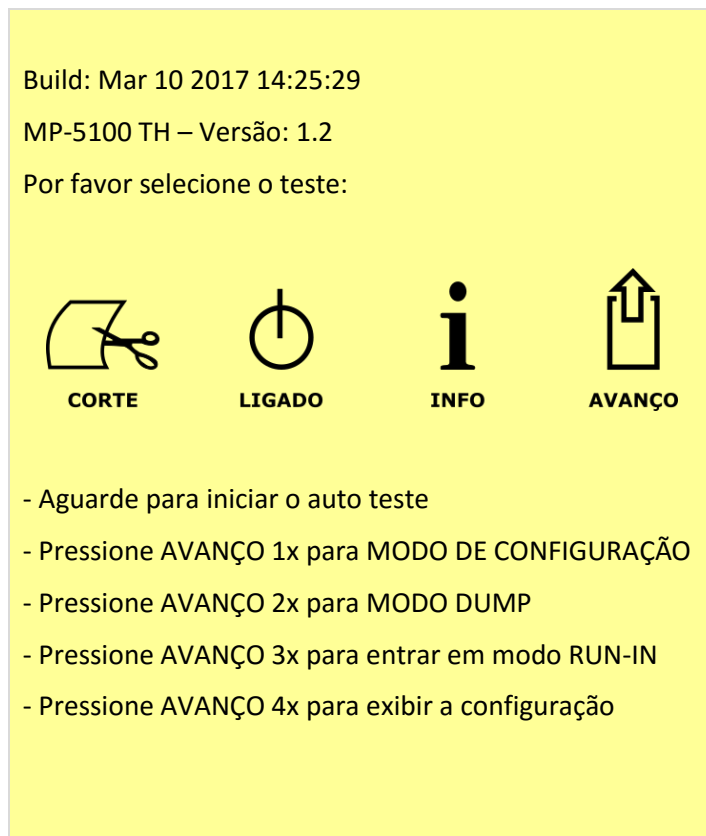 Build: Mar 10 2017 14:25:29
MP-5100 TH – Versão: 1.2
Por favor selecione o teste:
CORTE LIGADO INFO AVANÇO
- Aguarde para iniciar o auto teste
- Pressione AVANÇO 1x para MODO DE CONFIGURAÇÃO
- Pressione AVANÇO 2x para MODO DUMP
- Pressione AVANÇO 3x para entrar em modo RUN-IN
- Pressione AVANÇO 4x para exibir a configuração